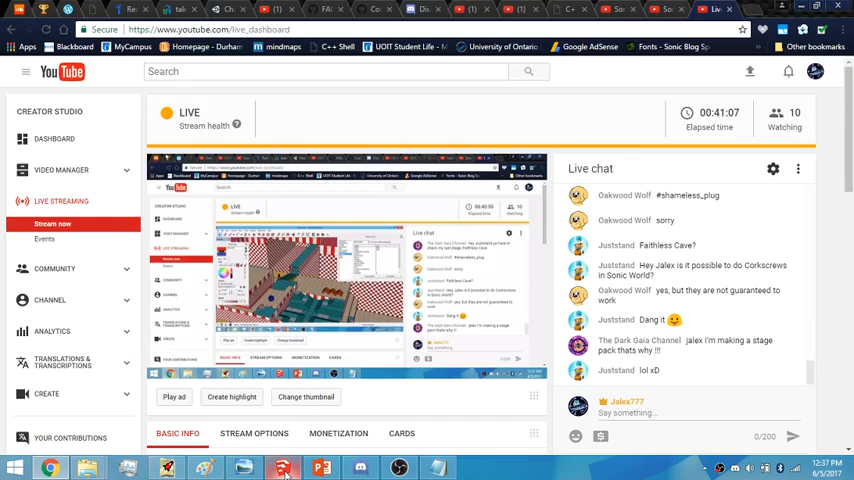 Secure
https://www.youtube.com/live_dashboard
Apps
Blackboard
MyCampus
Homepage - Durham
mindmaps
C++ Shell
UOIT Student Life -
University of Ontario
Google AdSense
Fonts - Sonic Blog Sp
Other bookmarks
YouTube
Search
CREATOR STUDIO
DASHBOARD
VIDEO MANAGER
LIVE STREAMING
Stream now
Events
COMMUNITY
CHANNEL
ANALYTICS
TRANSLATIONS &
TRANSCRIPTIONS
CREATE
YOUR CONTRIBUTIONS
LIVE
Stream health
00:41:07
Elapsed time
10
Watching
Play ad
Create highlight
Change thumbnail
BASIC INFO
STREAM OPTIONS
MONETIZATION
CARDS
Live chat
Oakwood Wolf #shameless_plug
Oakwood Wolf sorry
Juststand Faithless Cave?
Juststand Hey Jalex is it possible to do Corkscrews
in Sonic World?
Oakwood Wolf yes, but they are not guaranteed to
work
Juststand Dang it
The Dark Gaia Channel jalex I'm making a stage
pack thats why !!!
Juststand lol xD
Jalex777
Say something...
0/200
12:37 PM
6/5/2017